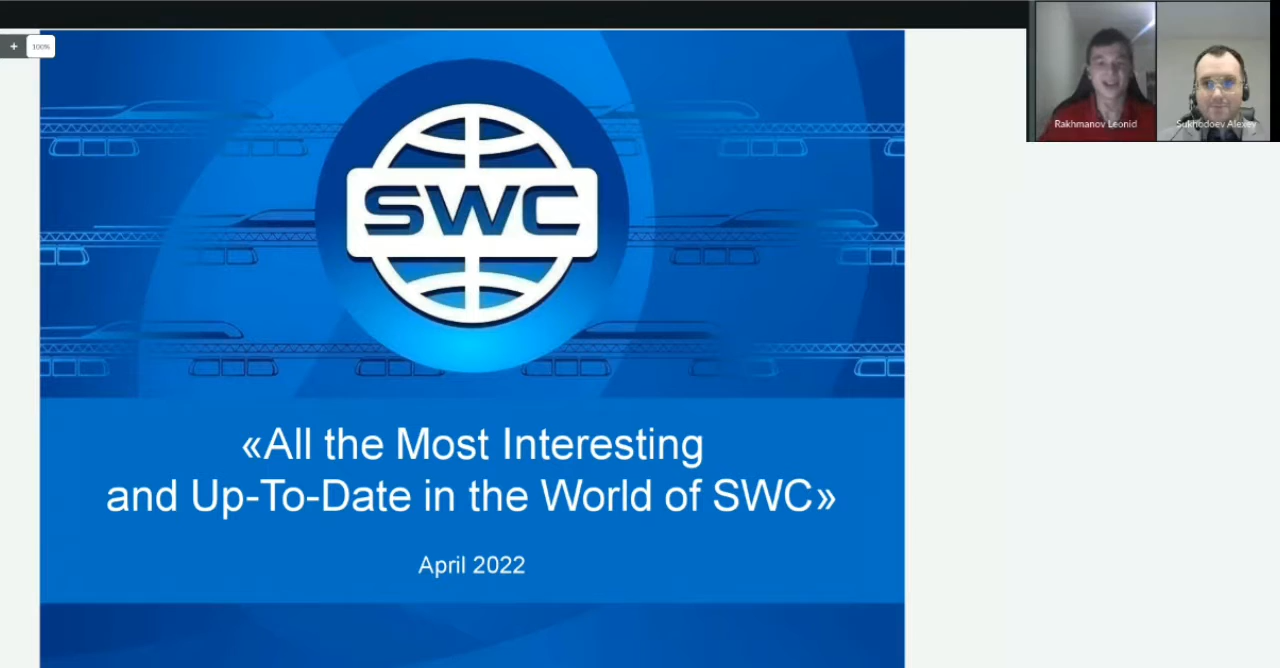 + 100%
Rakhmanov Leonid
Sukhodoev Alexey
SWC
«All the Most Interesting
and Up-To-Date in the World of SWC»
April 2022